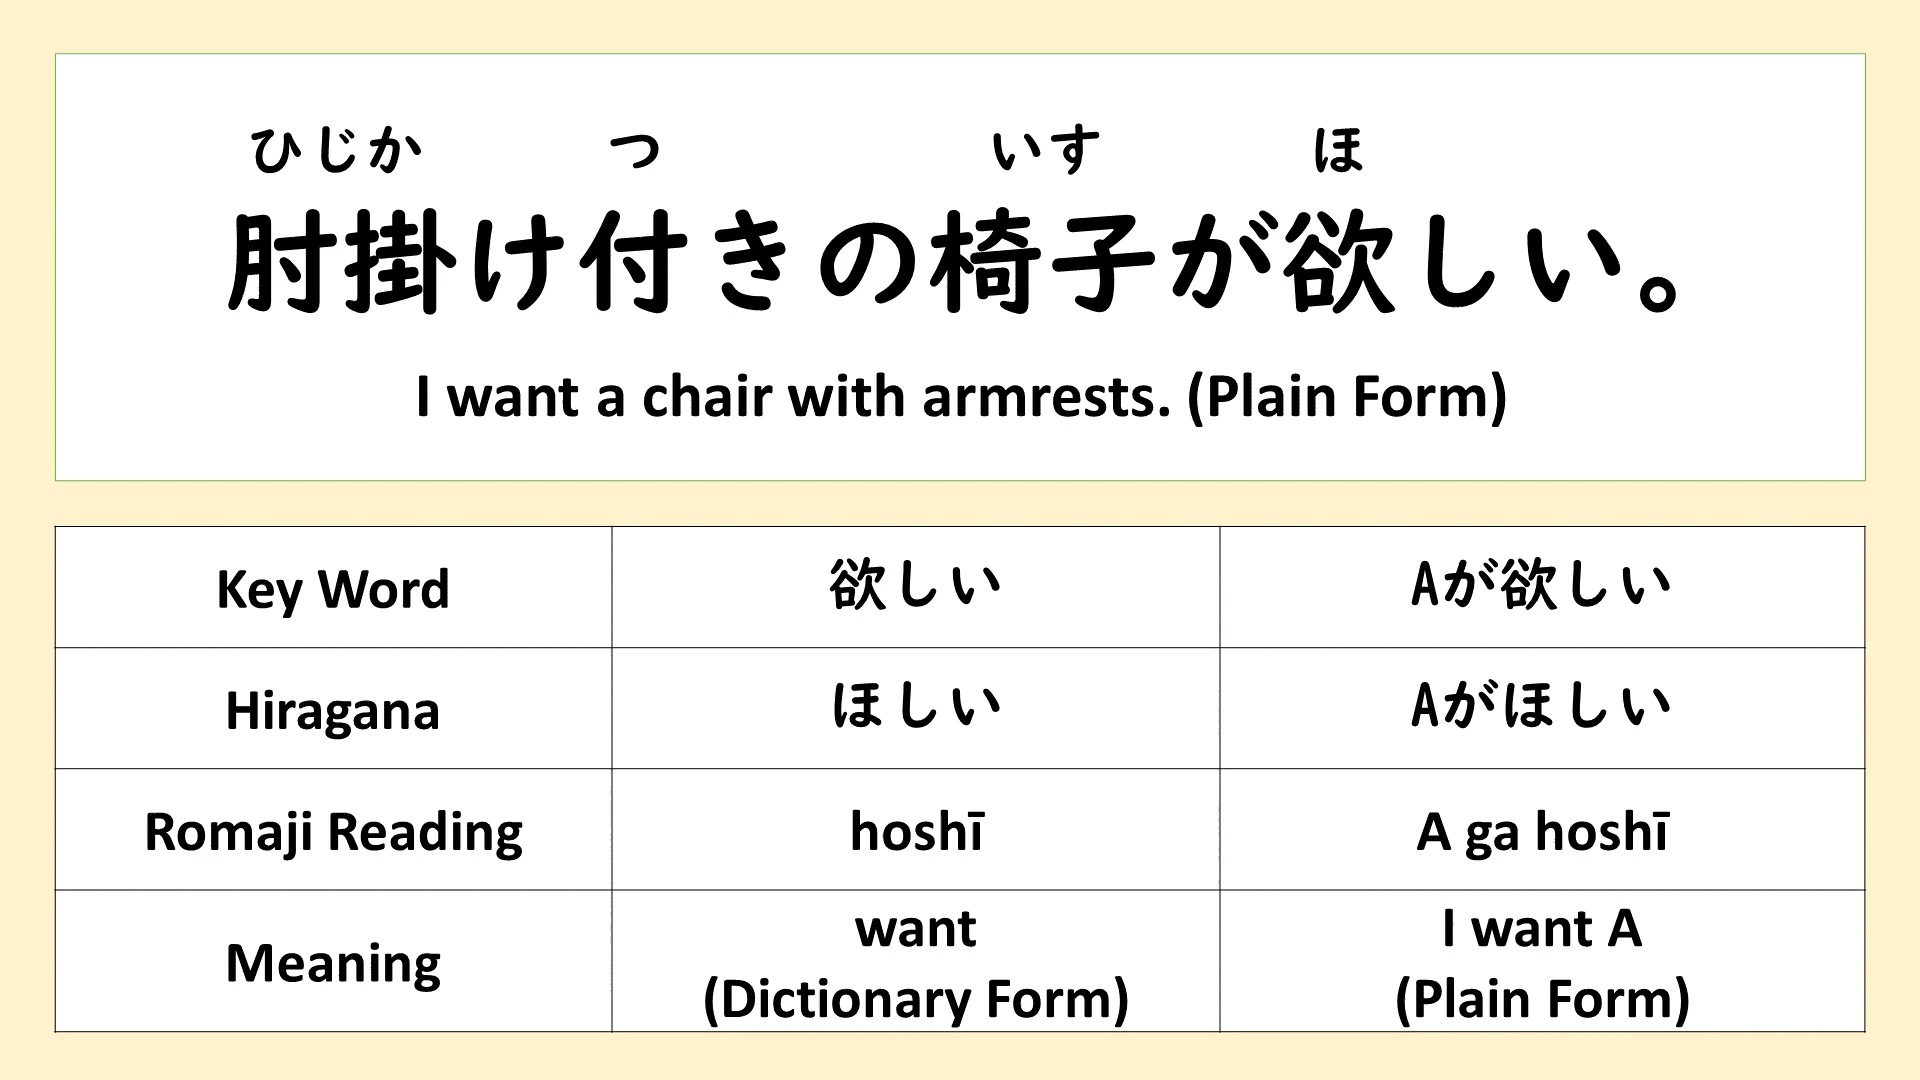 ひじか つ いす ほ
肘掛け付きの椅子が欲しい。
I want a chair with armrests. (Plain Form)
Key Word 欲しい Aが欲しい
Hiragana ほしい Aがほしい
Romaji Reading hoshī A ga hoshī
Meaning want (Dictionary Form) I want A (Plain Form)